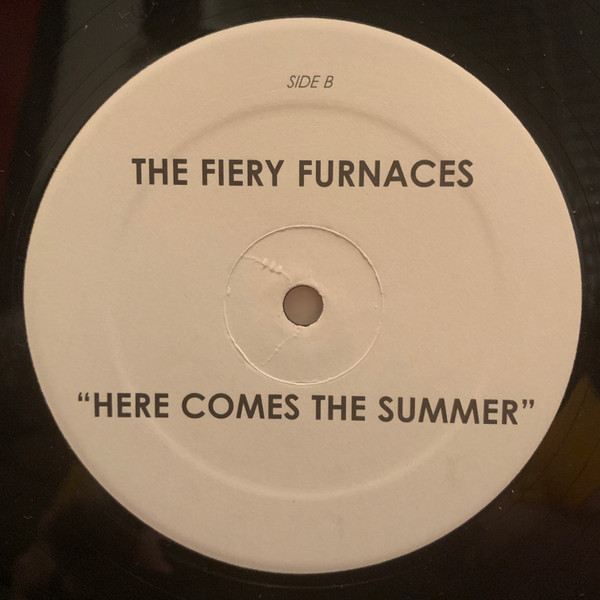 SIDE B
THE FIERY FURNACES
“HERE COMES THE SUMMER”